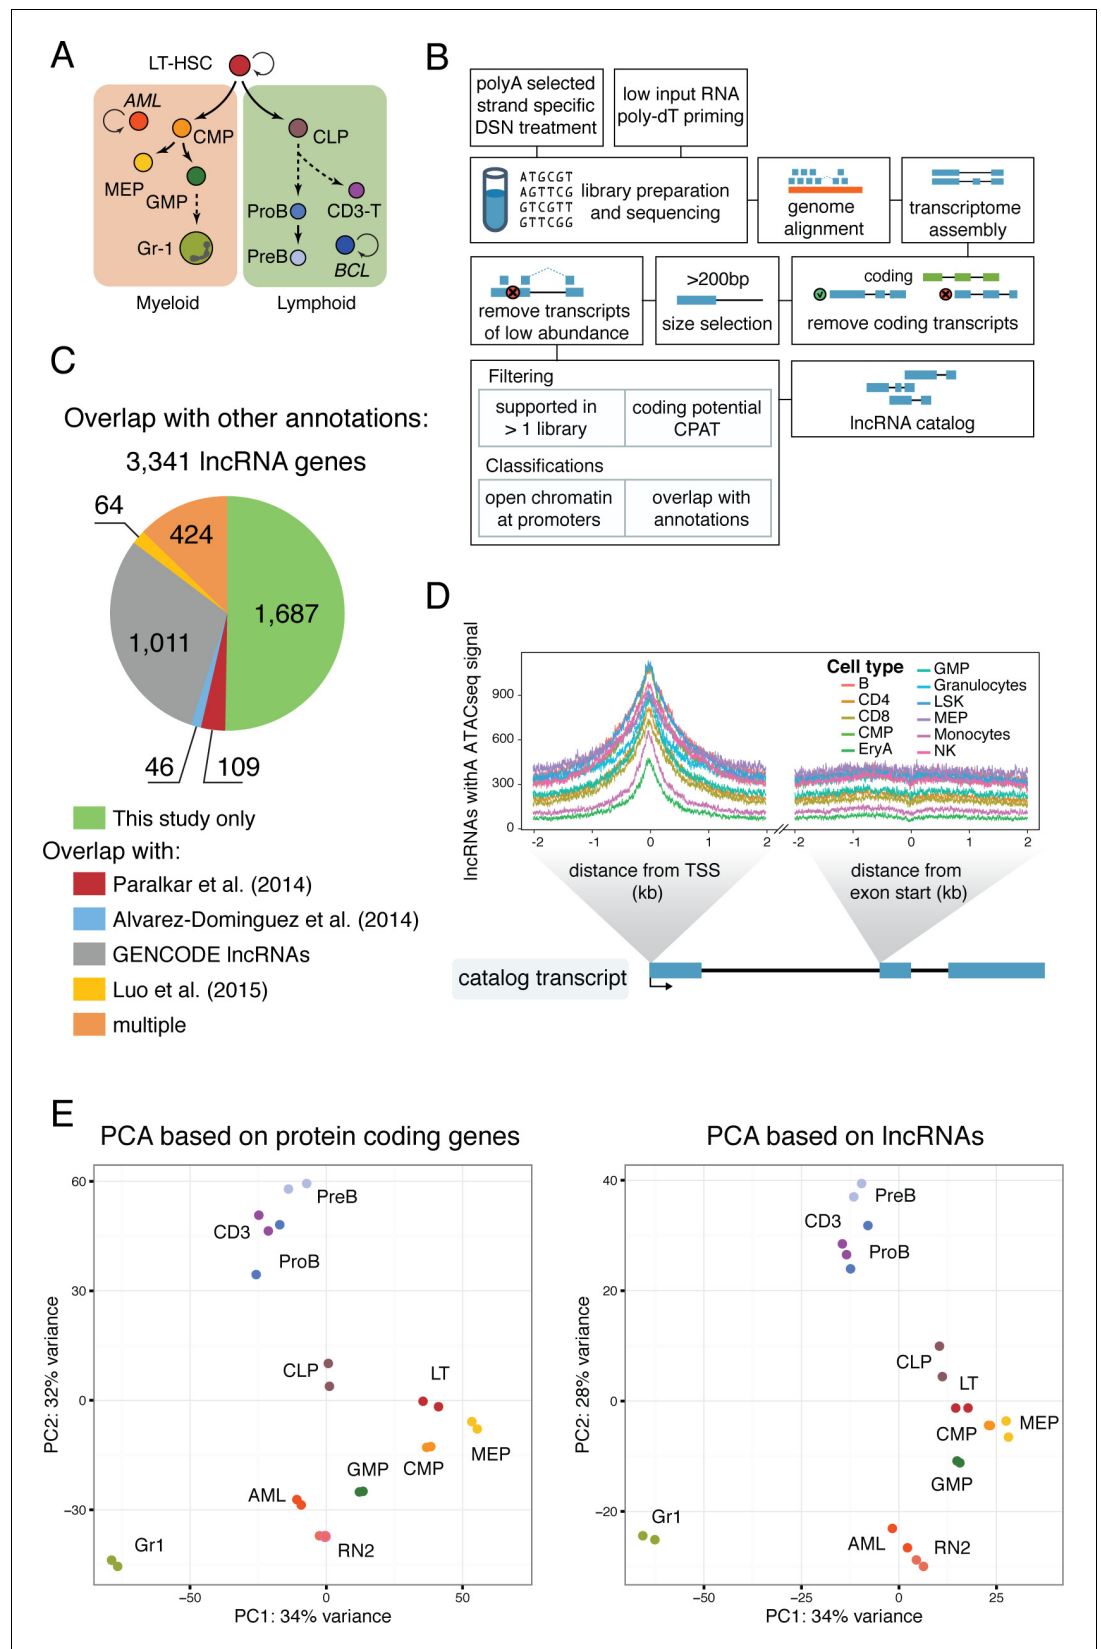 A
LT-HSC
AML
CMP
CLP
MEP
GMP
ProB
CD3-T
Gr-1
PreB
BCL
Myeloid
Lymphoid
B
polyA selected
strand specific
DSN treatment
low input RNA
poly-dT priming
ATGCGT
AGTTCG
GTCGTT
GTTCGG
library preparation
and sequencing
genome
alignment
transcriptome
assembly
remove transcripts
of low abundance
>200bp
size selection
coding
remove coding transcripts
Filtering
supported in
> 1 library
coding potential
CPAT
Classifications
open chromatin
at promoters
overlap with
annotations
lncRNA catalog
C
Overlap with other annotations:
3,341 lncRNA genes
64
424
1,687
1,011
46
109
This study only
Overlap with:
Paralkar et al. (2014)
Alvarez-Dominguez et al. (2014)
GENCODE lncRNAs
Luo et al. (2015)
multiple
D
lncRNAs withA ATACseq signal
900
600
300
0
Cell type
B
CD4
CD8
CMP
EryA
GMP
Granulocytes
LSK
MEP
Monocytes
NK
-2 -1 0 1 2
-2 -1 0 1 2
distance from TSS
(kb)
distance from
exon start (kb)
catalog transcript
E
PCA based on protein coding genes
PC2: 32% variance
60
30
0
−30
PreB
CD3
ProB
CLP
LT
MEP
CMP
GMP
AML
RN2
Gr1
−50 0 50
PC1: 34% variance
PCA based on lncRNAs
PC2: 28% variance
40
20
0
−20
PreB
CD3
ProB
CLP
LT
MEP
CMP
GMP
Gr1
AML
RN2
−50 −25 0 25
PC1: 34% variance